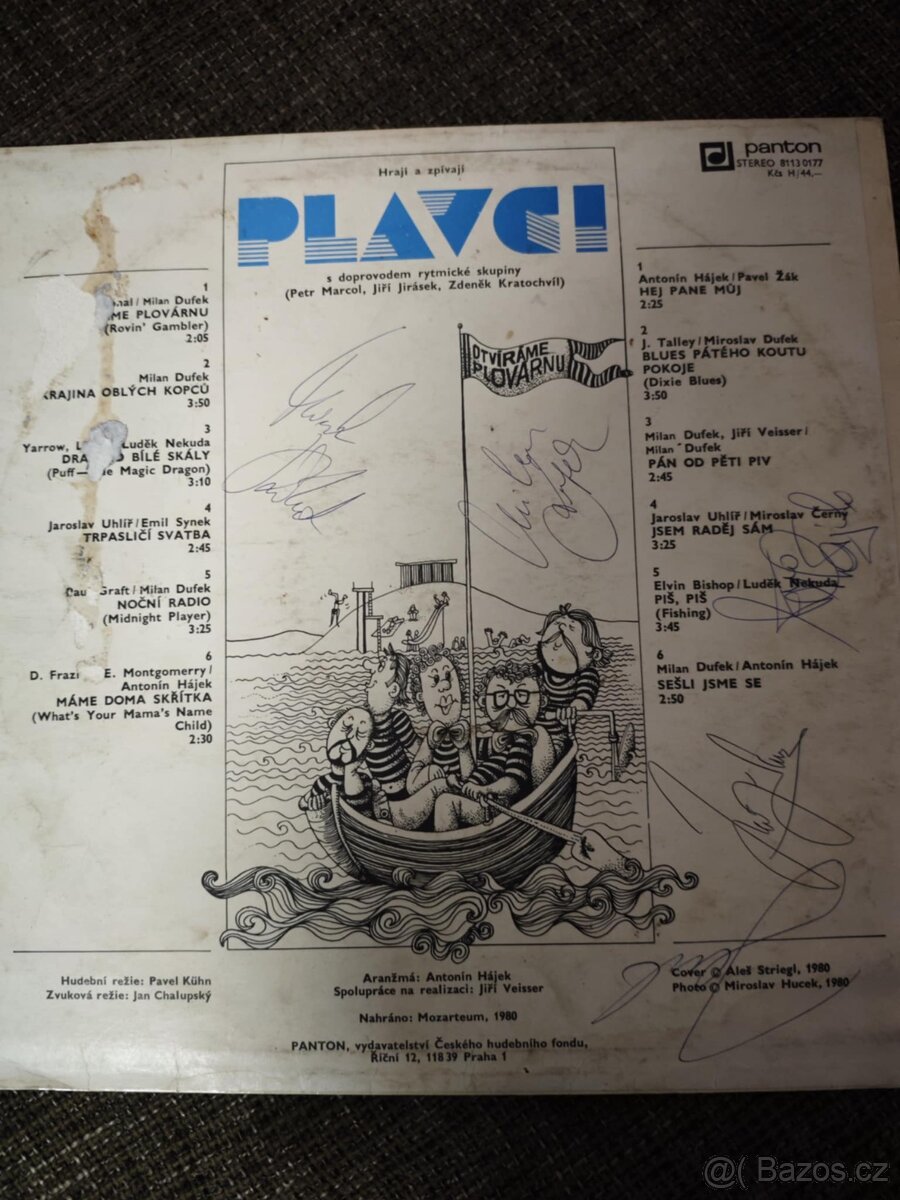 panton
STEREO 8113 0177
Kčs H/44,—
Hrají a zpívají
PLAVCI
s doprovodem rytmické skupiny
(Petr Marcol, Jiří Jirásek, Zdeněk Kratochvíl)
OTVÍRÁME
PLOVÁRNU
1
/ Milan Dufek
PLOVÁRNU
(Rovin' Gambler)
2:05
2
Milan Dufek
KRAJINA OBLÝCH KOPCŮ
3:50
3
Yarrow, Luděk Nekuda
BÍLÉ SKÁLY
(Puff— Magic Dragon)
3:10
4
Jaroslav Uhlíř/Emil Synek
TRPASLIČÍ SVATBA
2:45
5
Graft/Milan Dufek
NOČNÍ RADIO
(Midnight Player)
3:25
6
D. E. Montgomerry/
Antonín Hájek
MÁME DOMA SKŘÍTKA
(What's Your Mama's Name
Child)
2:30
1
Antonín Hájek/Pavel Žák
HEJ PANE MŮJ
2:25
2
J. Talley/Miroslav Dufek
BLUES PÁTÉHO KOUTU
POKOJE
(Dixie Blues)
3:50
3
Milan Dufek, Jiří Veisser/
Milan Dufek
PÁN OD PĚTI PIV
2:45
4
Jaroslav Uhlíř/Miroslav Černý
JSEM RADĚJ SÁM
3:25
5
Elvin Bishop/Luděk Nekuda
PIŠ, PIŠ
(Fishing)
3:45
6
Milan Dufek/Antonín Hájek
SEŠLI JSME SE
2:50
Hudební režie: Pavel Kühn
Zvuková režie: Jan Chalupský
Aranžmá: Antonín Hájek
Spolupráce na realizaci: Jiří Veisser
Nahráno: Mozarteum, 1980
PANTON, vydavatelství Českého hudebního fondu,
Říční 12, 118 39 Praha 1
Cover © Aleš Striegl, 1980
Photo © Miroslav Hucek, 1980
@( Bazos.cz